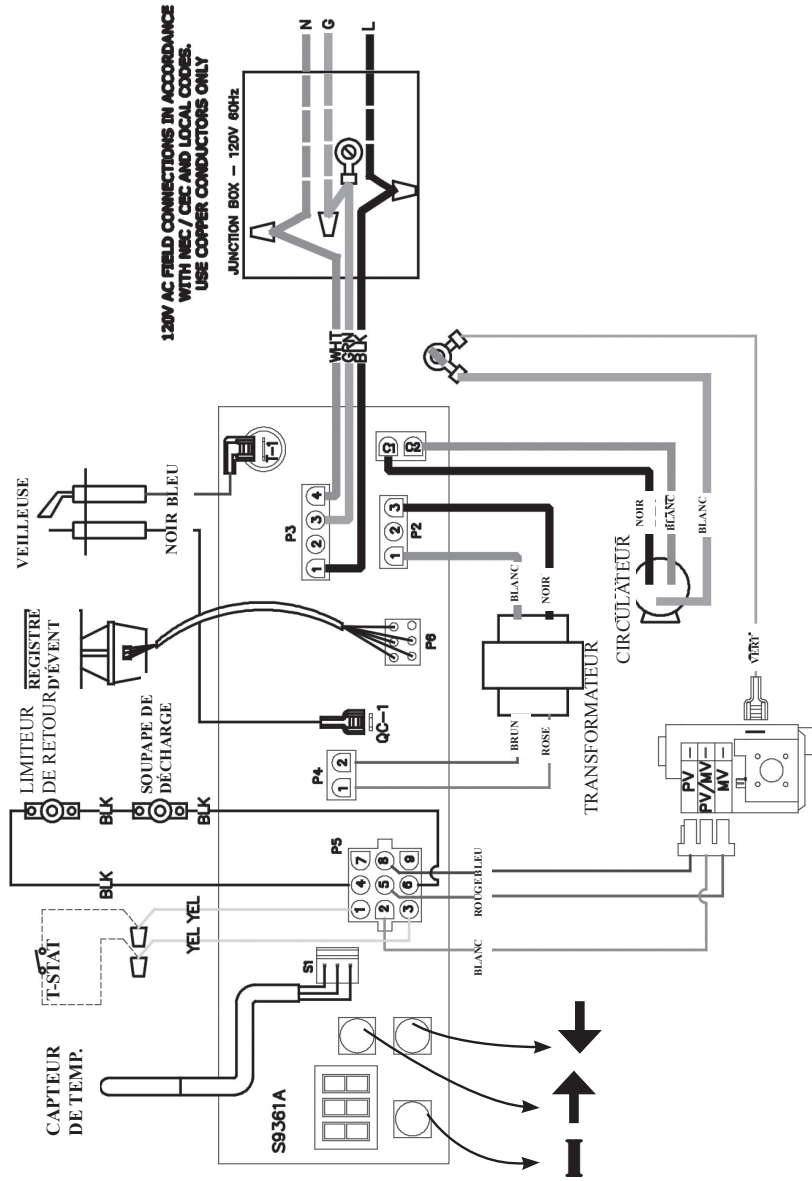 120V AC FIELD CONNECTIONS IN ACCORDANCE
WITH NEC / CEC AND LOCAL CODES.
USE COPPER CONDUCTORS ONLY
JUNCTION BOX – 120V 60Hz
N
G
L
WHT
GRN
BLK
VEILLEUSE
NOIR
BLEU
T-1
REGISTRE
D'ÉVENT
LIMITEUR
DE RETOUR
SOUPAPE DE
DÉCHARGE
BLK
BLK
BLK
BLK
T-STAT
YEL
YEL
CAPTEUR
DE TEMP.
P3
1
2
3
4
P2
1
2
3
C1
C2
P6
QC-1
P4
1
2
P5
1
2
3
4
5
6
7
8
9
S1
S9361A
BLANC
NOIR
BRUN
ROSE
TRANSFORMATEUR
CIRCULATEUR
NOIR
BLANC
BLANC
VERT
BLEU
ROUGE
BLANC
PV
PV/MV
MV